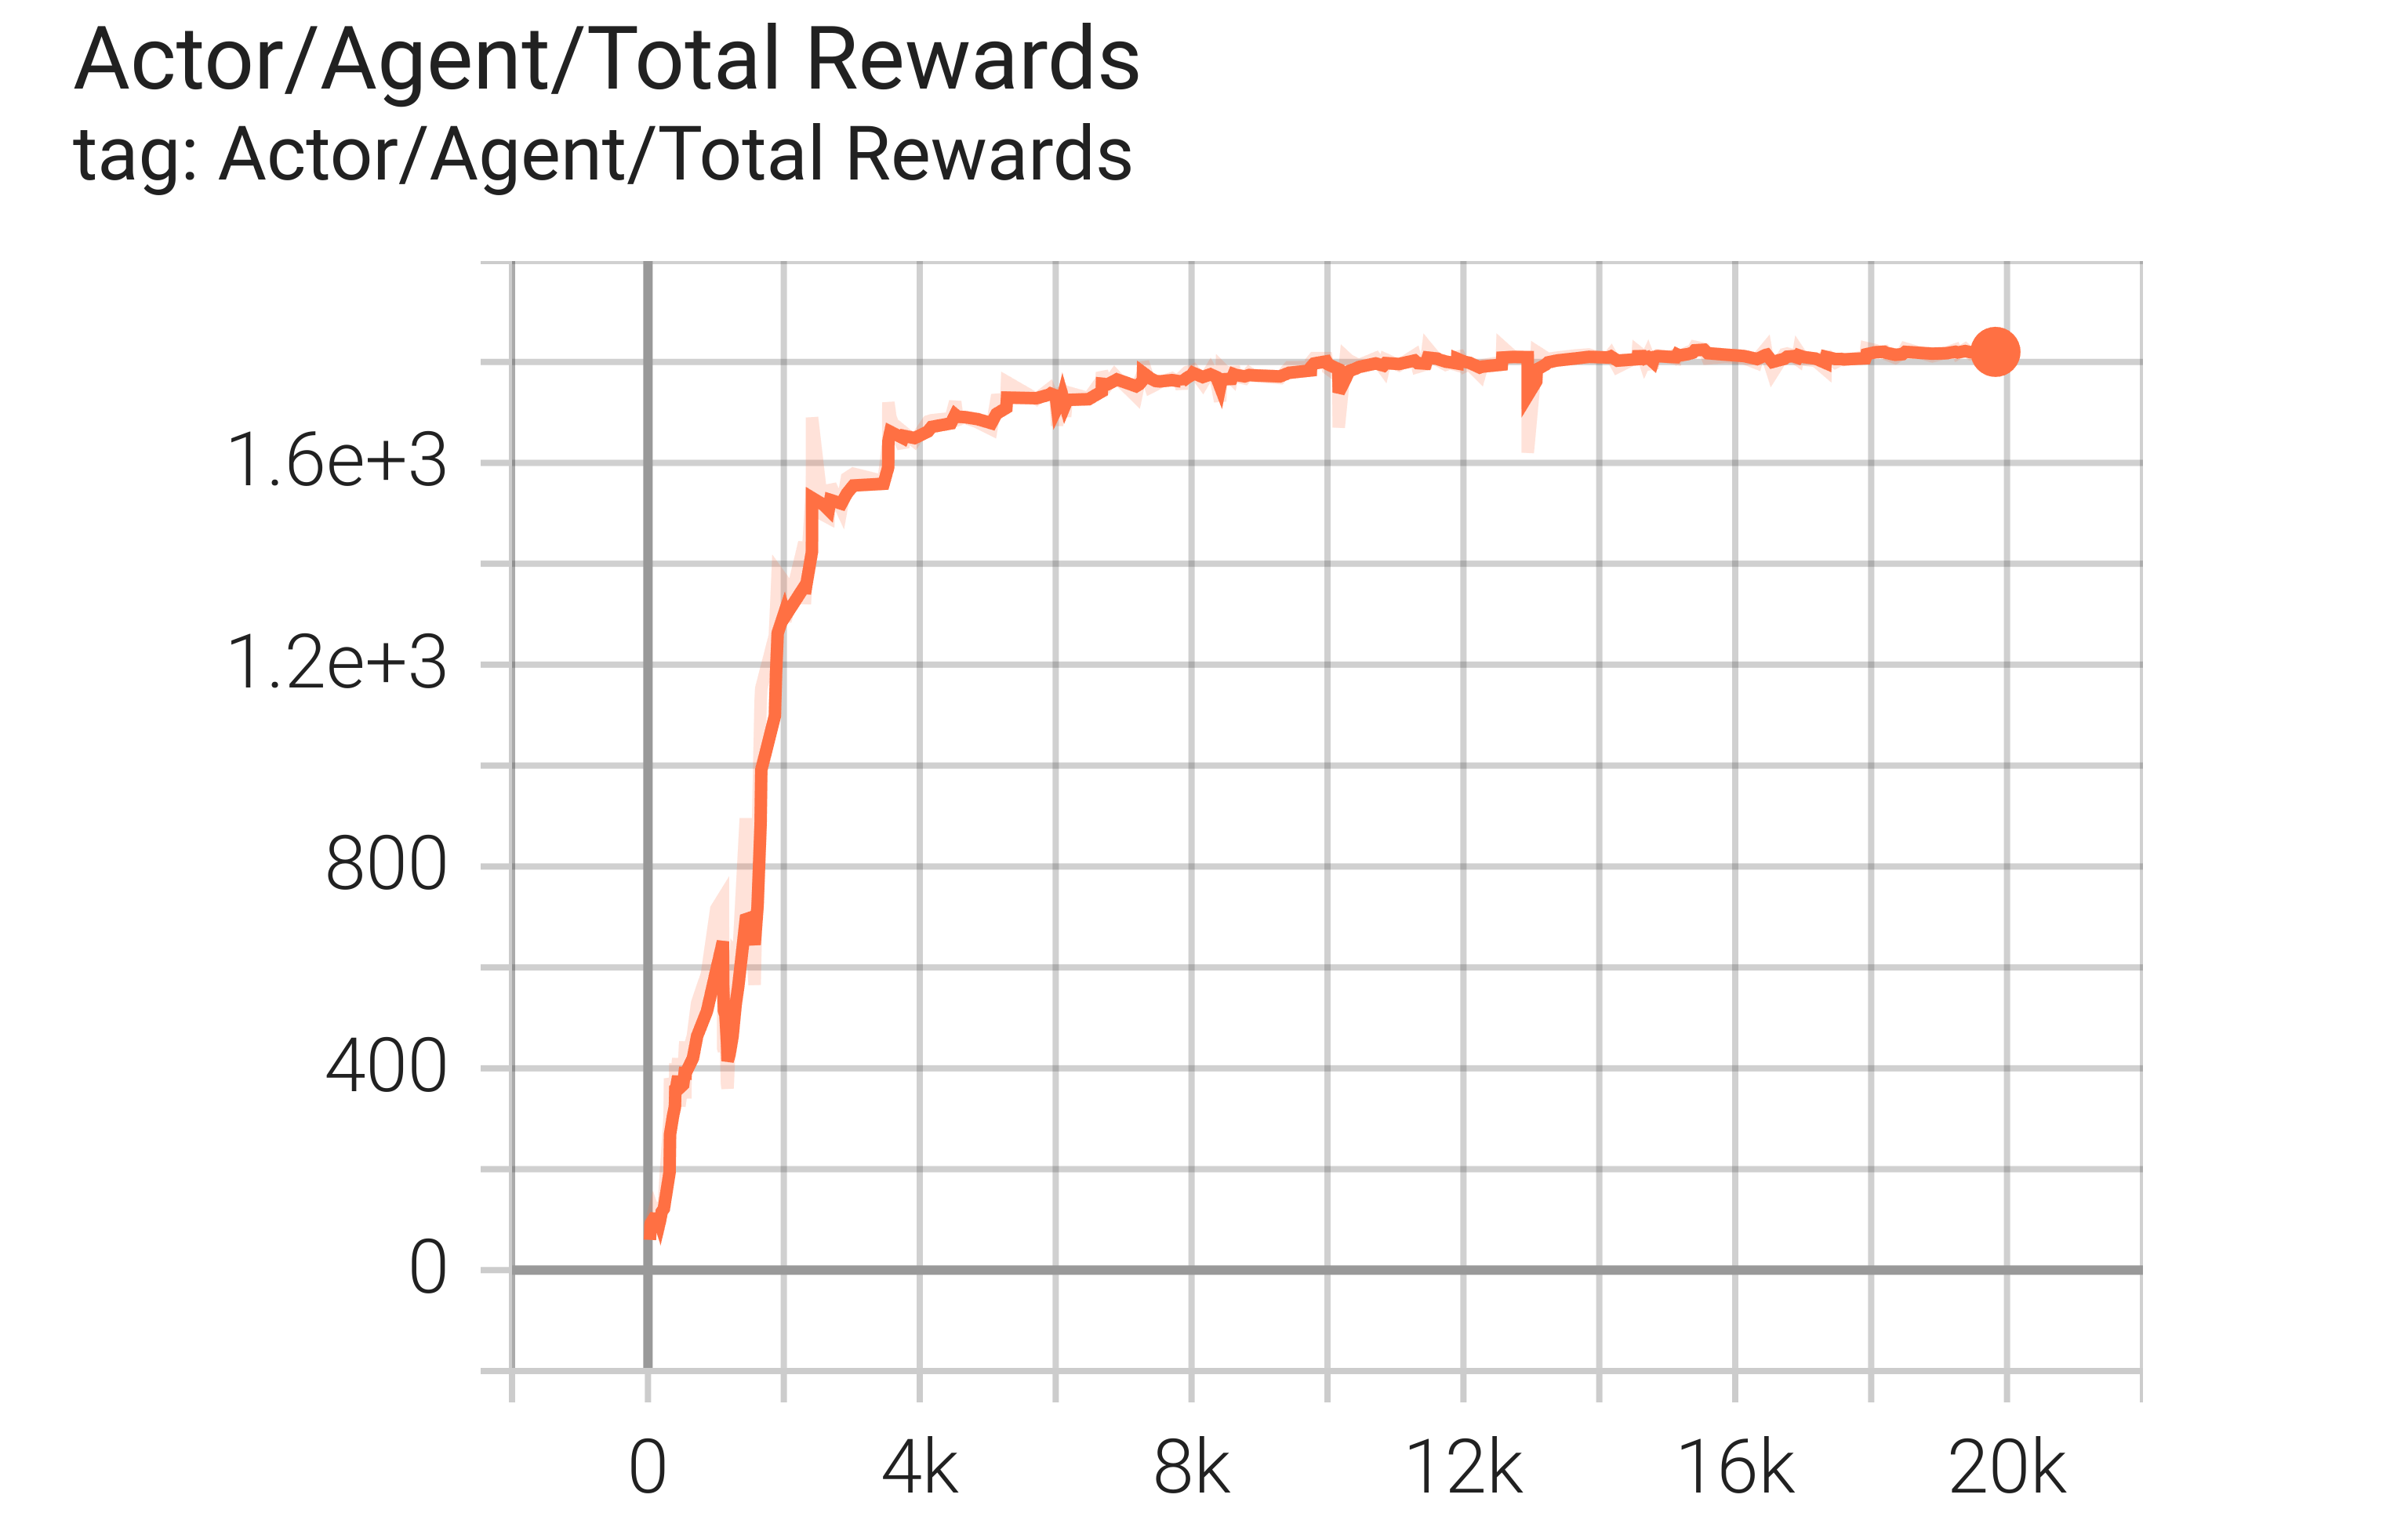 Actor/Agent/Total Rewards
tag: Actor/Agent/Total Rewards
1.6e+3
1.2e+3
800
400
0
0 4k 8k 12k 16k 20k